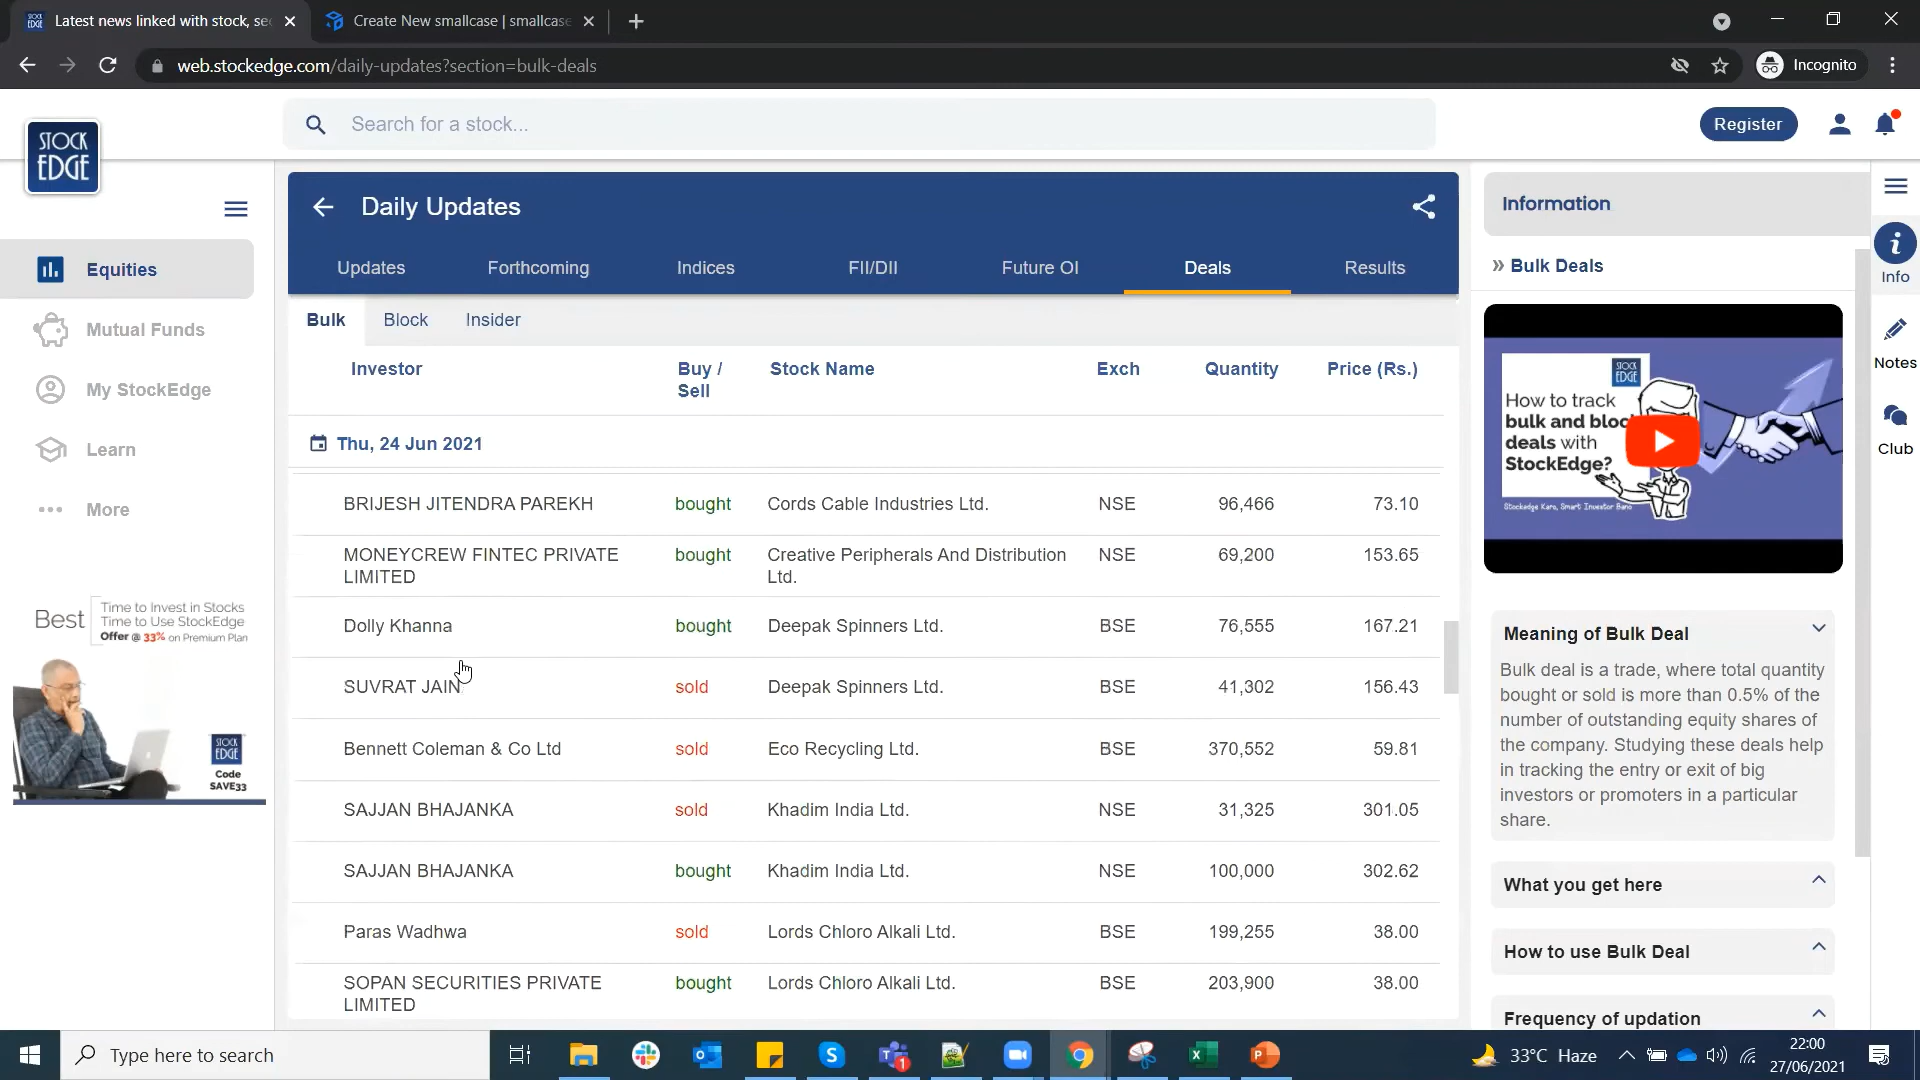 Latest news linked with stock, sec
Create New smallcase | smallcase
web.stockedge.com/daily-updates?section=bulk-deals
Incognito
STOCK
EDGE
Search for a stock...
Register
Equities
Mutual Funds
My StockEdge
Learn
More
Best
Time to Invest in Stocks
Time to Use StockEdge
Offer @ 33% on Premium Plan
STOCK
EDGE
Code
SAVE33
Daily Updates
Updates Forthcoming Indices FII/DII Future OI Deals Results
Bulk Block Insider
Investor Buy / Sell Stock Name Exch Quantity Price (Rs.)
Thu, 24 Jun 2021
BRIJESH JITENDRA PAREKH bought Cords Cable Industries Ltd. NSE 96,466 73.10
MONEYCREW FINTEC PRIVATE LIMITED bought Creative Peripherals And Distribution Ltd. NSE 69,200 153.65
Dolly Khanna bought Deepak Spinners Ltd. BSE 76,555 167.21
SUVRAT JAIN sold Deepak Spinners Ltd. BSE 41,302 156.43
Bennett Coleman & Co Ltd sold Eco Recycling Ltd. BSE 370,552 59.81
SAJJAN BHAJANKA sold Khadim India Ltd. NSE 31,325 301.05
SAJJAN BHAJANKA bought Khadim India Ltd. NSE 100,000 302.62
Paras Wadhwa sold Lords Chloro Alkali Ltd. BSE 199,255 38.00
SOPAN SECURITIES PRIVATE LIMITED bought Lords Chloro Alkali Ltd. BSE 203,900 38.00
Information
» Bulk Deals
STOCK
EDGE
How to track
bulk and bloc
deals with
StockEdge?
Stockedge Karo, Smart Investor Bano
Meaning of Bulk Deal
Bulk deal is a trade, where total quantity
bought or sold is more than 0.5% of the
number of outstanding equity shares of
the company. Studying these deals help
in tracking the entry or exit of big
investors or promoters in a particular
share.
What you get here
How to use Bulk Deal
Frequency of updation
Info
Notes
Club
Type here to search
1
33°C Haze
22:00
27/06/2021